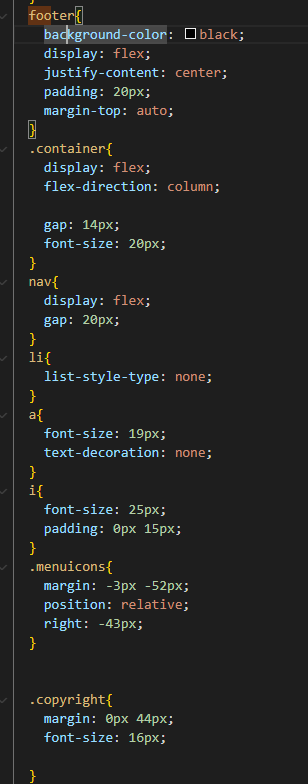 footer{
background-color: black;
display: flex;
justify-content: center;
padding: 20px;
margin-top: auto;
}
.container{
display: flex;
flex-direction: column;
gap: 14px;
font-size: 20px;
}
nav{
display: flex;
gap: 20px;
}
li{
list-style-type: none;
}
a{
font-size: 19px;
text-decoration: none;
}
i{
font-size: 25px;
padding: 0px 15px;
}
.menuicons{
margin: -3px -52px;
position: relative;
right: -43px;
}
.copyright{
margin: 0px 44px;
font-size: 16px;
}